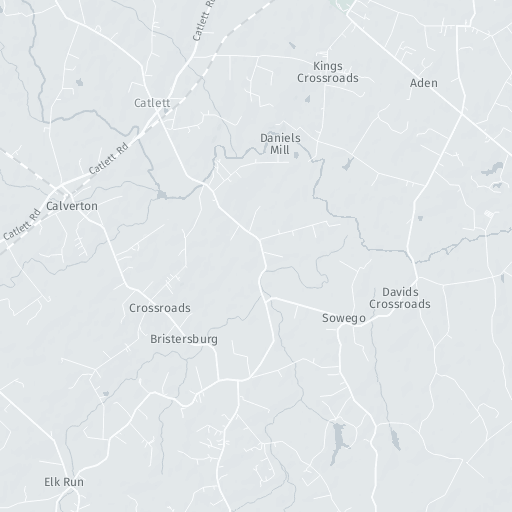 Catlett Rd
Kings
Crossroads
Aden
Catlett
Daniels
Mill
Catlett Rd
Calverton
Catlett Rd
Davids
Crossroads
Crossroads
Sowego
Bristersburg
Elk Run